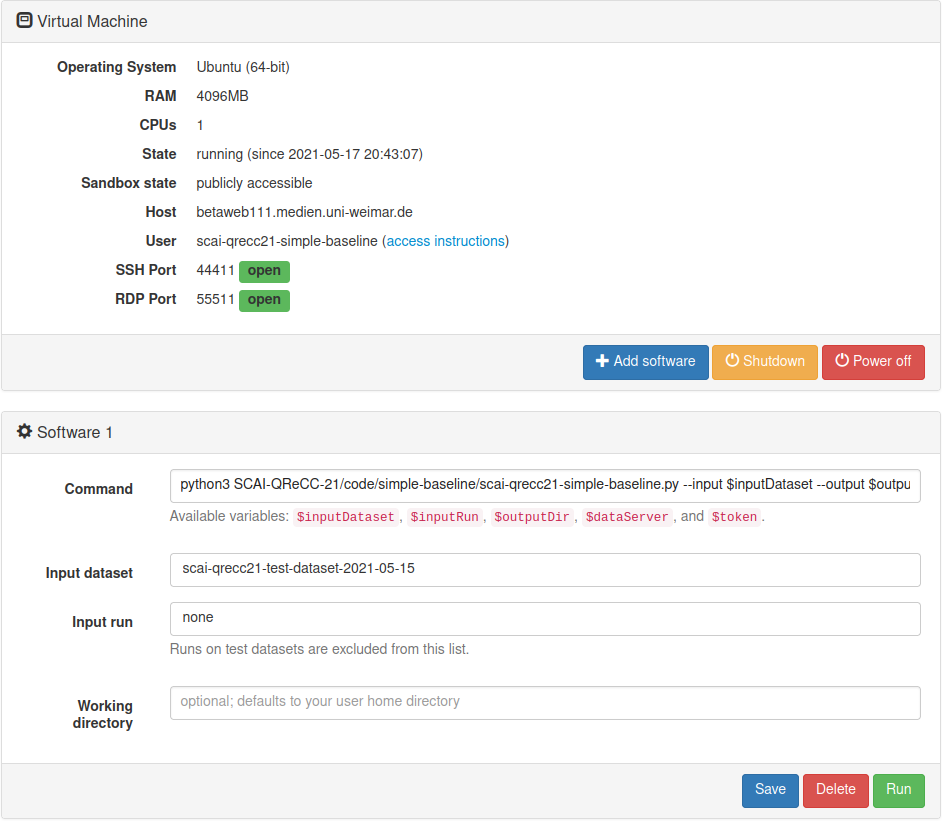 Virtual Machine
Operating System Ubuntu (64-bit)
RAM 4096MB
CPUs 1
State running (since 2021-05-17 20:43:07)
Sandbox state publicly accessible
Host betaweb111.medien.uni-weimar.de
User scai-qrecc21-simple-baseline (access instructions)
SSH Port 44411 open
RDP Port 55511 open
Add software Shutdown Power off
Software 1
Command python3 SCAI-QReCC-21/code/simple-baseline/scai-qrecc21-simple-baseline.py --input $inputDataset --output $outpu
Available variables: $inputDataset, $inputRun, $outputDir, $dataServer, and $token.
Input dataset scai-qrecc21-test-dataset-2021-05-15
Input run none
Runs on test datasets are excluded from this list.
Working directory optional; defaults to your user home directory
Save Delete Run